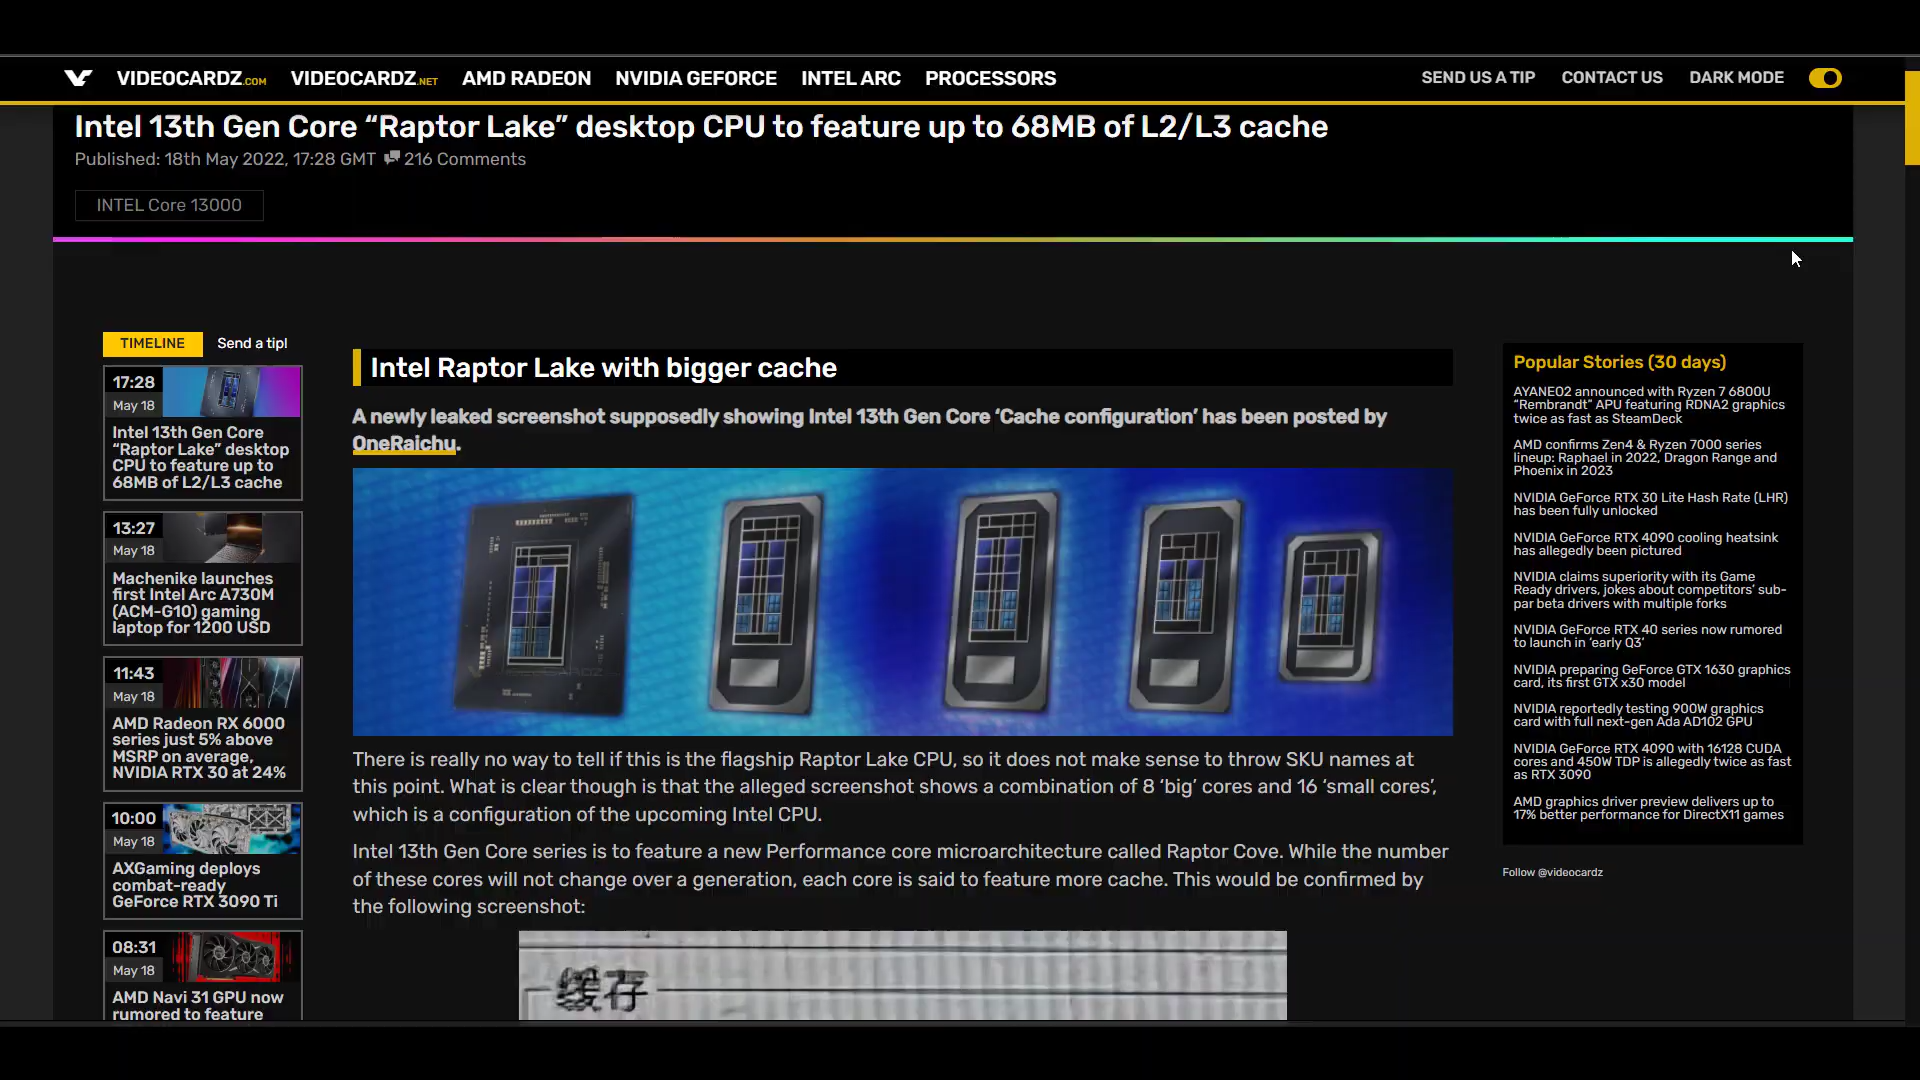 VIDEOCARDZ.COM VIDEOCARDZ.NET AMD RADEON NVIDIA GEFORCE INTEL ARC PROCESSORS SEND US A TIP CONTACT US DARK MODE
Intel 13th Gen Core “Raptor Lake” desktop CPU to feature up to 68MB of L2/L3 cache
Published: 18th May 2022, 17:28 GMT 216 Comments
INTEL Core 13000
TIMELINE Send a tip!
17:28
May 18
Intel 13th Gen Core
“Raptor Lake” desktop
CPU to feature up to
68MB of L2/L3 cache
13:27
May 18
Machenike launches
first Intel Arc A730M
(ACM-G10) gaming
laptop for 1200 USD
11:43
May 18
AMD Radeon RX 6000
series just 5% above
MSRP on average,
NVIDIA RTX 30 at 24%
10:00
May 18
AXGaming deploys
combat-ready
GeForce RTX 3090 Ti
08:31
May 18
AMD Navi 31 GPU now
rumored to feature
Intel Raptor Lake with bigger cache
A newly leaked screenshot supposedly showing Intel 13th Gen Core ‘Cache configuration’ has been posted by
OneRaichu.
There is really no way to tell if this is the flagship Raptor Lake CPU, so it does not make sense to throw SKU names at
this point. What is clear though is that the alleged screenshot shows a combination of 8 ‘big’ cores and 16 ‘small cores’,
which is a configuration of the upcoming Intel CPU.
Intel 13th Gen Core series is to feature a new Performance core microarchitecture called Raptor Cove. While the number
of these cores will not change over a generation, each core is said to feature more cache. This would be confirmed by
the following screenshot:
缓存
Popular Stories (30 days)
AYANEO2 announced with Ryzen 7 6800U
“Rembrandt” APU featuring RDNA2 graphics
twice as fast as SteamDeck
AMD confirms Zen4 & Ryzen 7000 series
lineup: Raphael in 2022, Dragon Range and
Phoenix in 2023
NVIDIA GeForce RTX 30 Lite Hash Rate (LHR)
has been fully unlocked
NVIDIA GeForce RTX 4090 cooling heatsink
has allegedly been pictured
NVIDIA claims superiority with its Game
Ready drivers, jokes about competitors’ sub-
par beta drivers with multiple forks
NVIDIA GeForce RTX 40 series now rumored
to launch in ‘early Q3’
NVIDIA preparing GeForce GTX 1630 graphics
card, its first GTX x30 model
NVIDIA reportedly testing 900W graphics
card with full next-gen Ada AD102 GPU
NVIDIA GeForce RTX 4090 with 16128 CUDA
cores and 450W TDP is allegedly twice as fast
as RTX 3090
AMD graphics driver preview delivers up to
17% better performance for DirectX11 games
Follow @videocardz